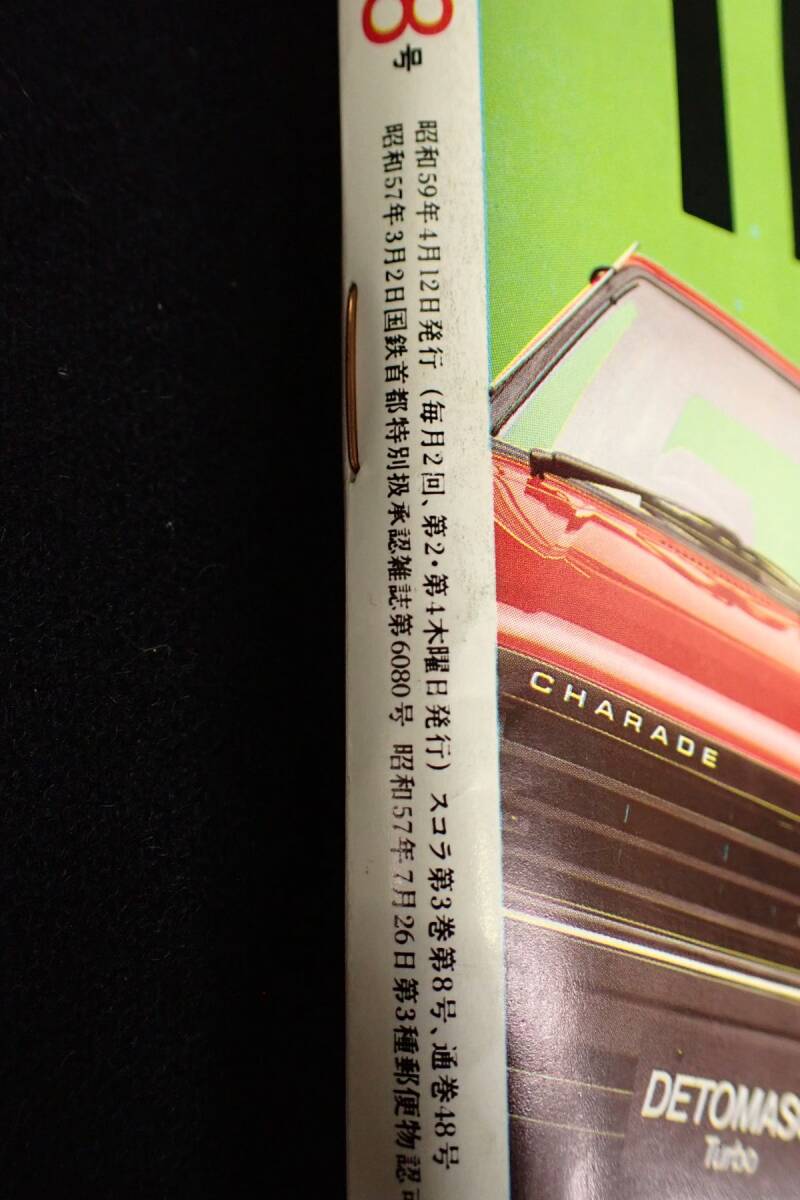 8号
昭和59年4月12日発行（毎月2回、第2・第4木曜日発行）スコラ第3巻第8号、通巻48号
昭和57年3月2日国鉄首都特別扱承認雑誌第6080号 昭和57年7月26日第3種郵便物認可
CHARADE
DETOMASO
Turbo